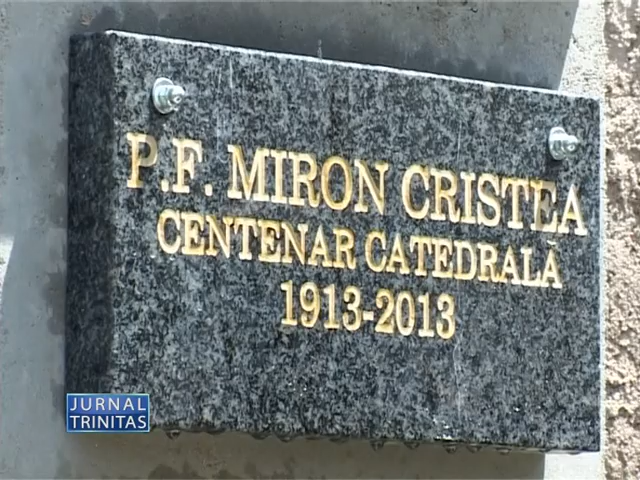 P.F. MIRON CRISTEA
CENTENAR CATEDRALĂ
1913-2013
JURNAL
TRINITAS